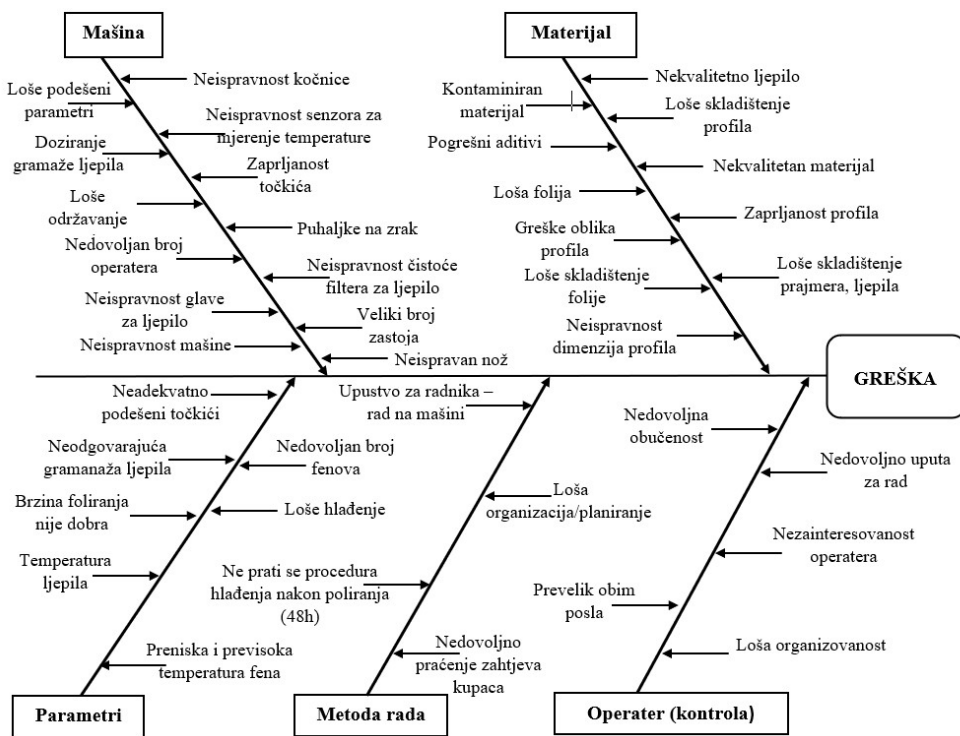 Mašina
Neispravnost kočnice
Loše podešeni
parametri
Neispravnost senzora za
mjerenje temperature
Doziranje
gramaže ljepila
Zaprljanost
točkića
Loše
održavanje
Puhaljke na zrak
Nedovoljan broj
operatera
Neispravnost čistoće
filtera za ljepilo
Neispravnost glave
za ljepilo
Veliki broj
zastoja
Neispravnost mašine
Neispravan nož
Materijal
Nekvalitetno ljepilo
Kontaminiran
materijal
Loše skladištenje
profila
Pogrešni aditivi
Nekvalitetan materijal
Loša folija
Zaprljanost profila
Greške oblika
profila
Loše skladištenje
prajmera, ljepila
Loše skladištenje
folije
Neispravnost
dimenzija profila
GREŠKA
Neadekvatno
podešeni točkići
Neodgovarajuća
gramanaža ljepila
Nedovoljan broj
fenova
Brzina foliranja
nije dobra
Loše hlađenje
Temperatura
ljepila
Preniska i previsoka
temperatura fena
Parametri
Upustvo za radnika –
rad na mašini
Loša
organizacija/planiranje
Ne prati se procedura
hlađenja nakon poliranja
(48h)
Nedovoljno
praćenje zahtjeva
kupaca
Metoda rada
Nedovoljna
obučenost
Nedovoljno uputa
za rad
Nezainteresovanost
operatera
Prevelik obim
posla
Loša organizovanost
Operater (kontrola)